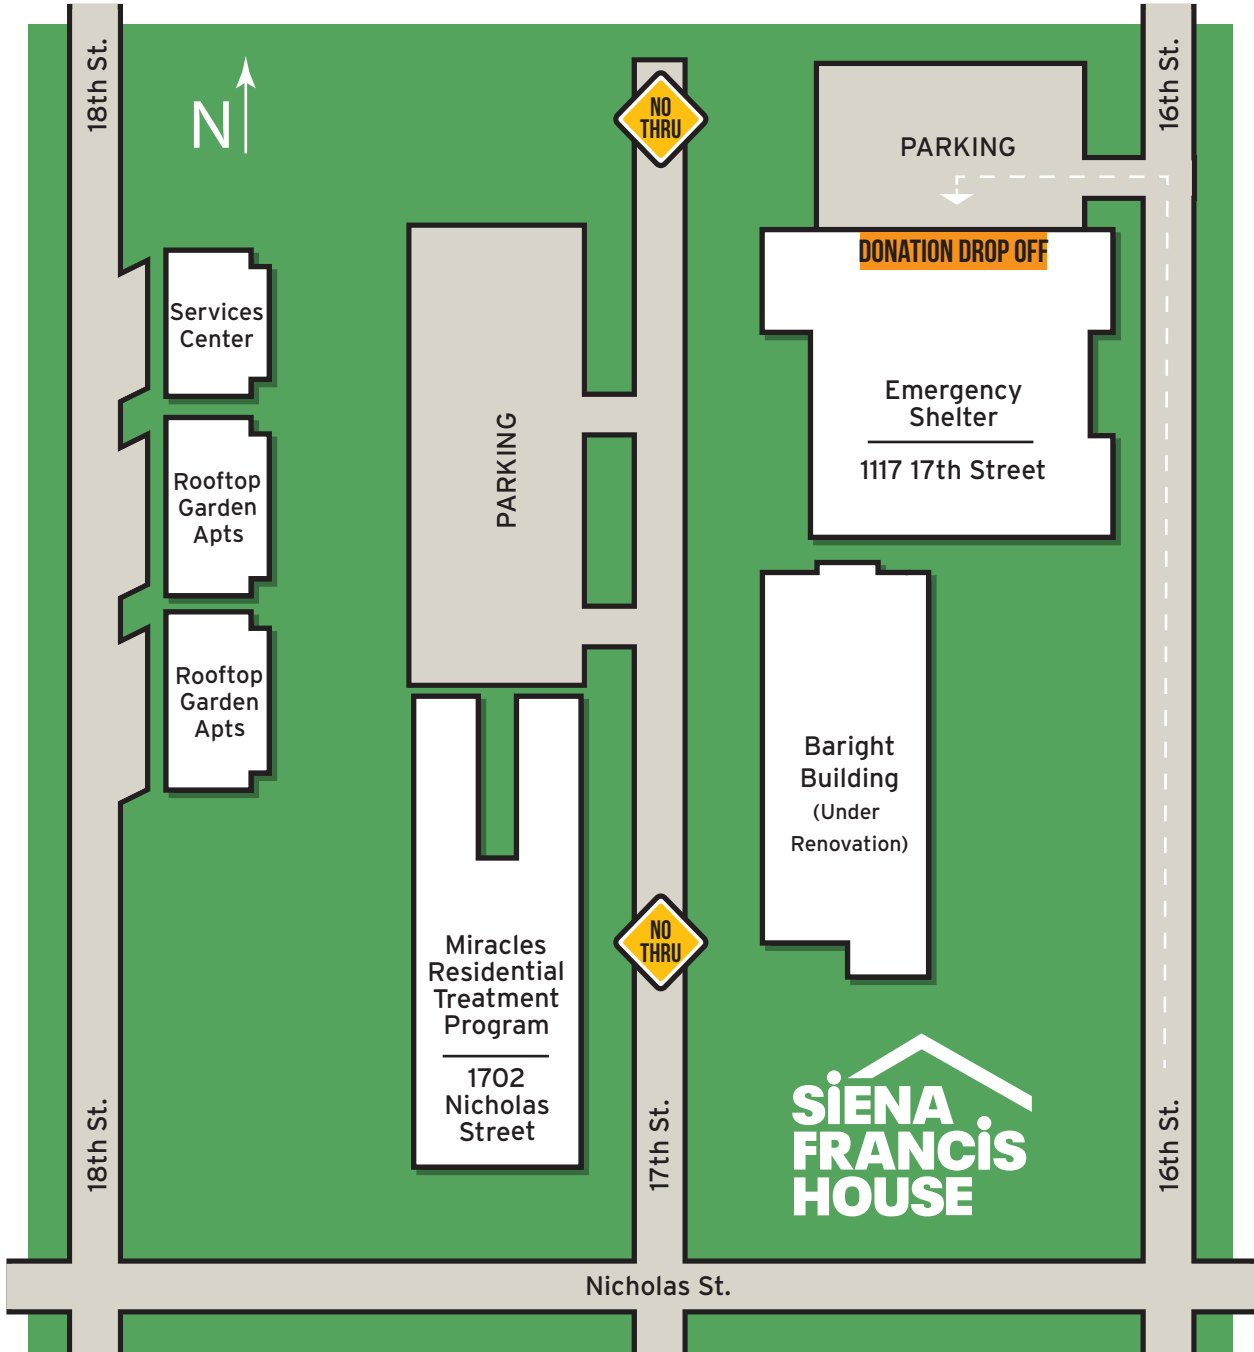 18th St.
N
NO
THRU
PARKING
16th St.
DONATION DROP OFF
Services
Center
Emergency
Shelter
1117 17th Street
PARKING
Rooftop
Garden
Apts
Rooftop
Garden
Apts
Baright
Building
(Under
Renovation)
Miracles
Residential
Treatment
Program
1702
Nicholas
Street
NO
THRU
SiENA
FRANCiS
HOUSE
18th St.
17th St.
16th St.
Nicholas St.